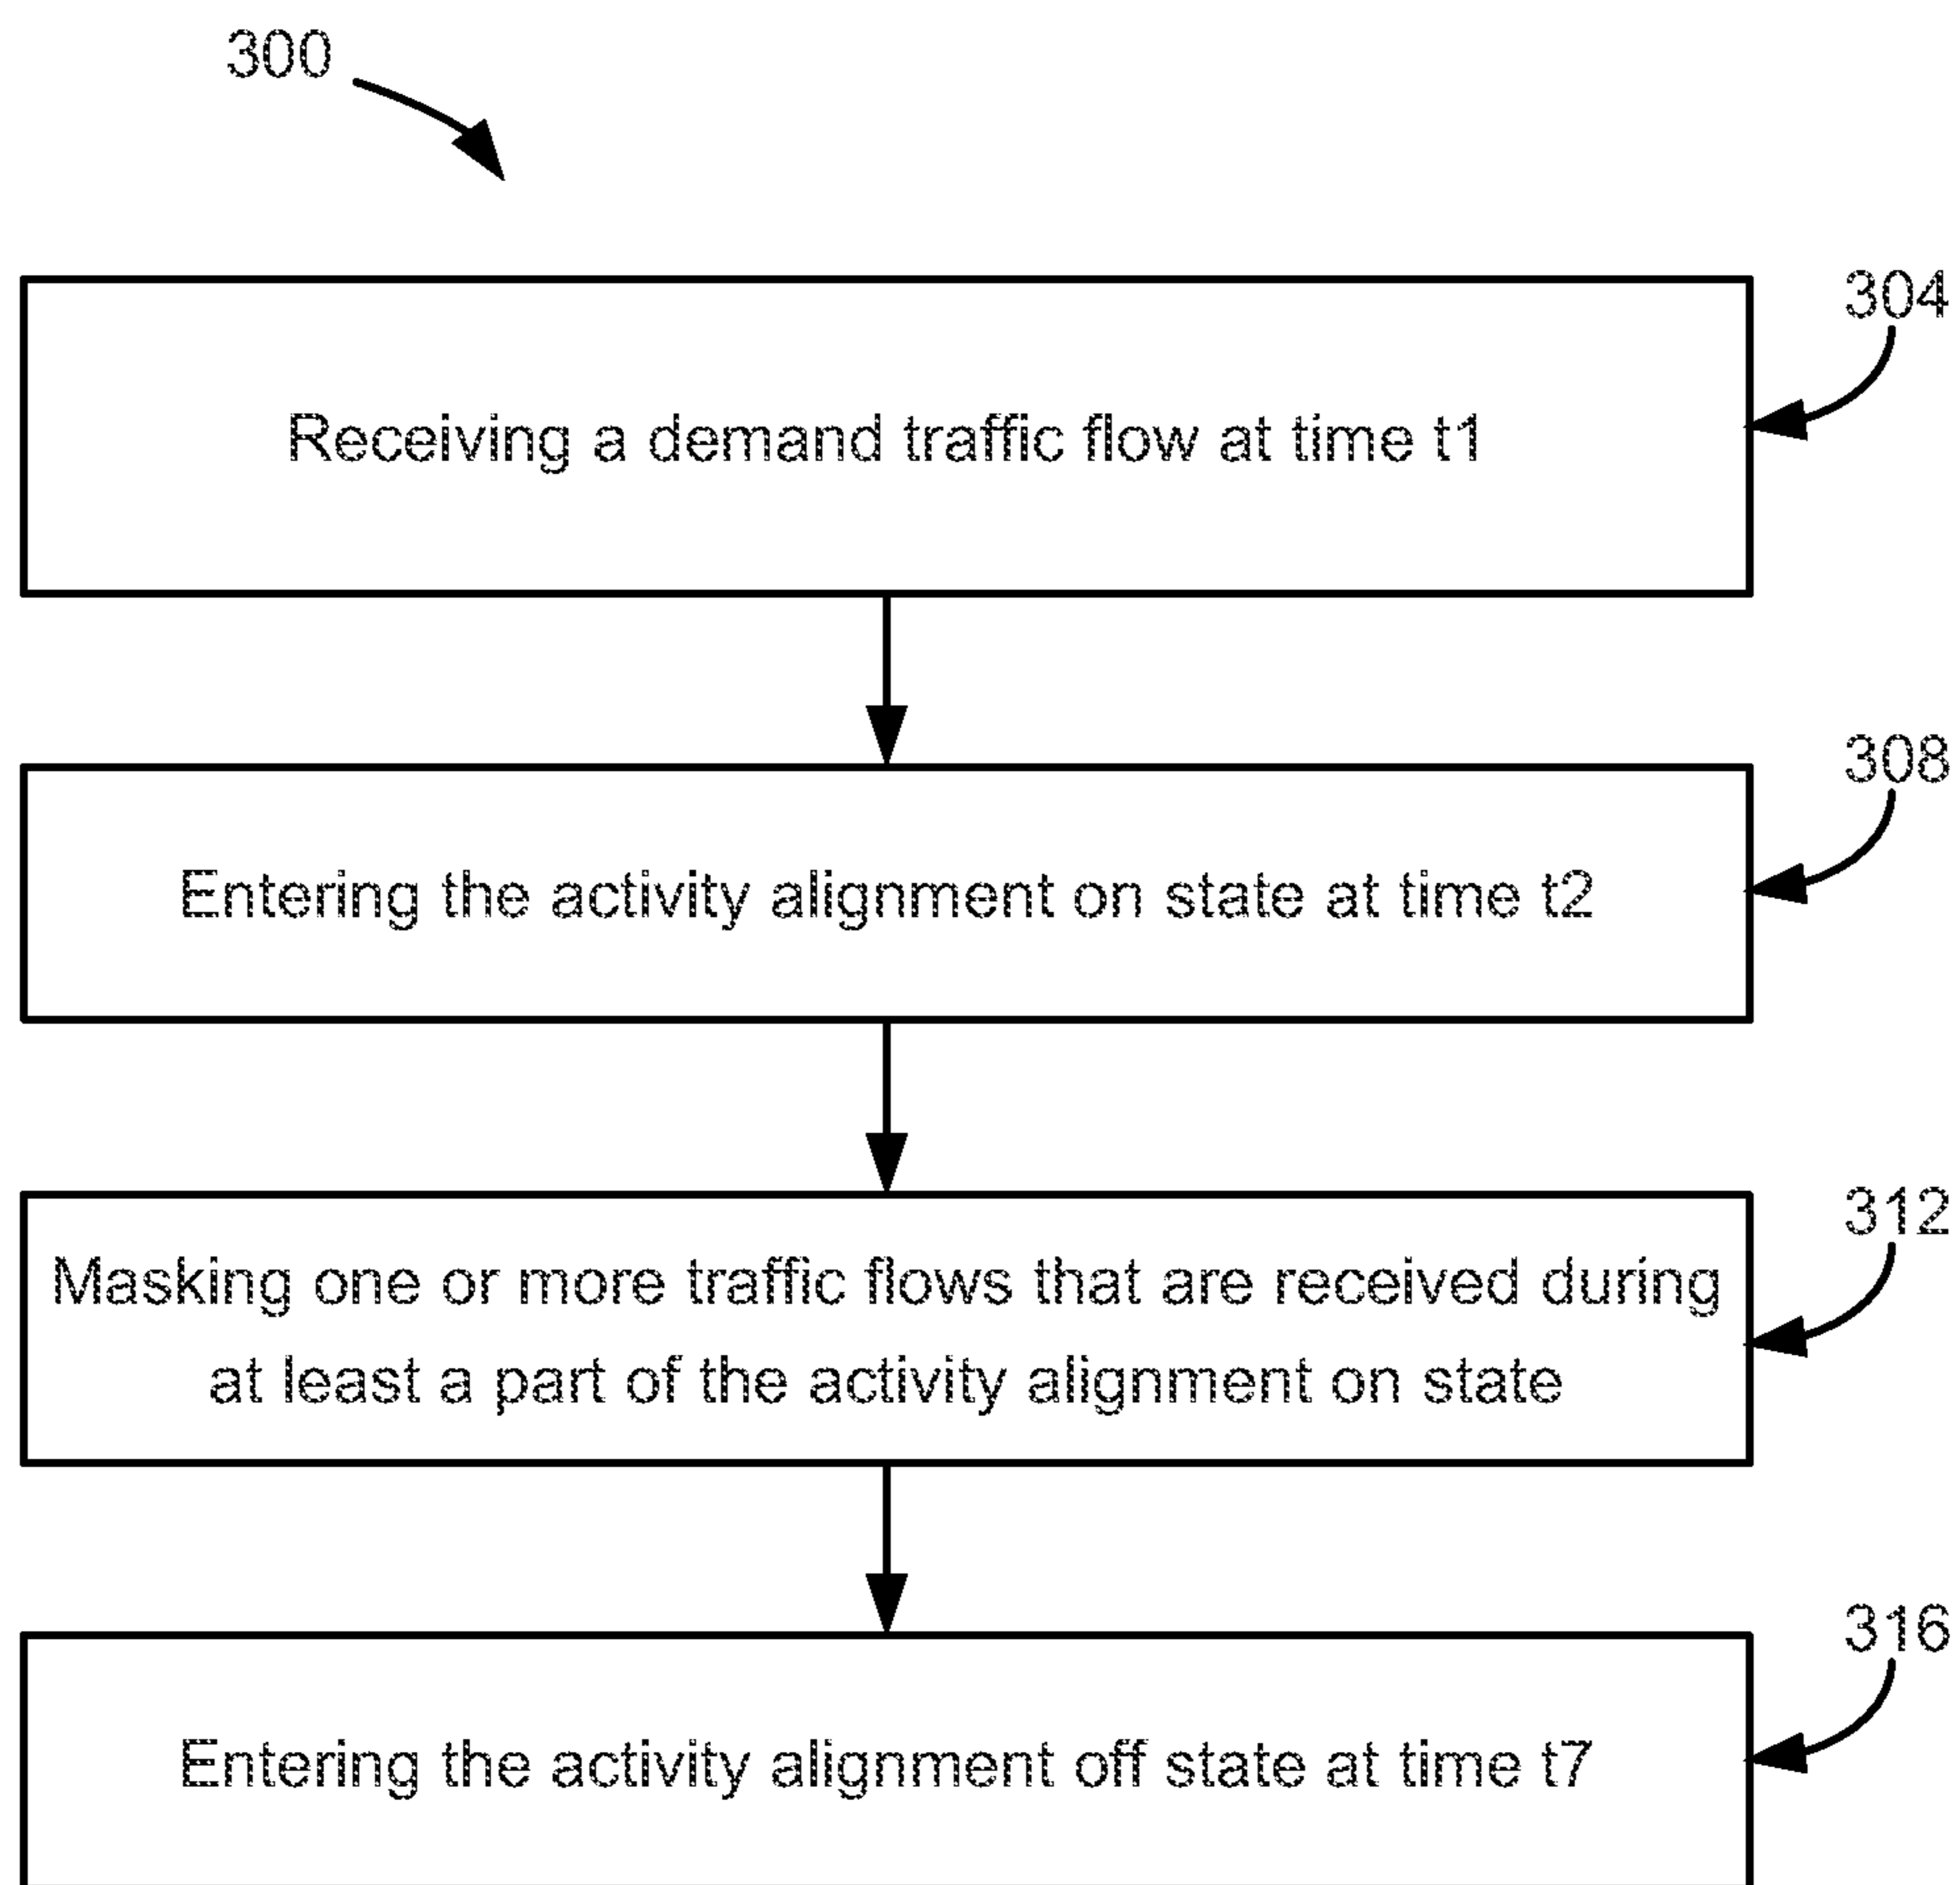 300
304
Receiving a demand traffic flow at time t1
308
Entering the activity alignment on state at time t2
312
Masking one or more traffic flows that are received during
at least a part of the activity alignment on state
316
Entering the activity alignment off state at time t7